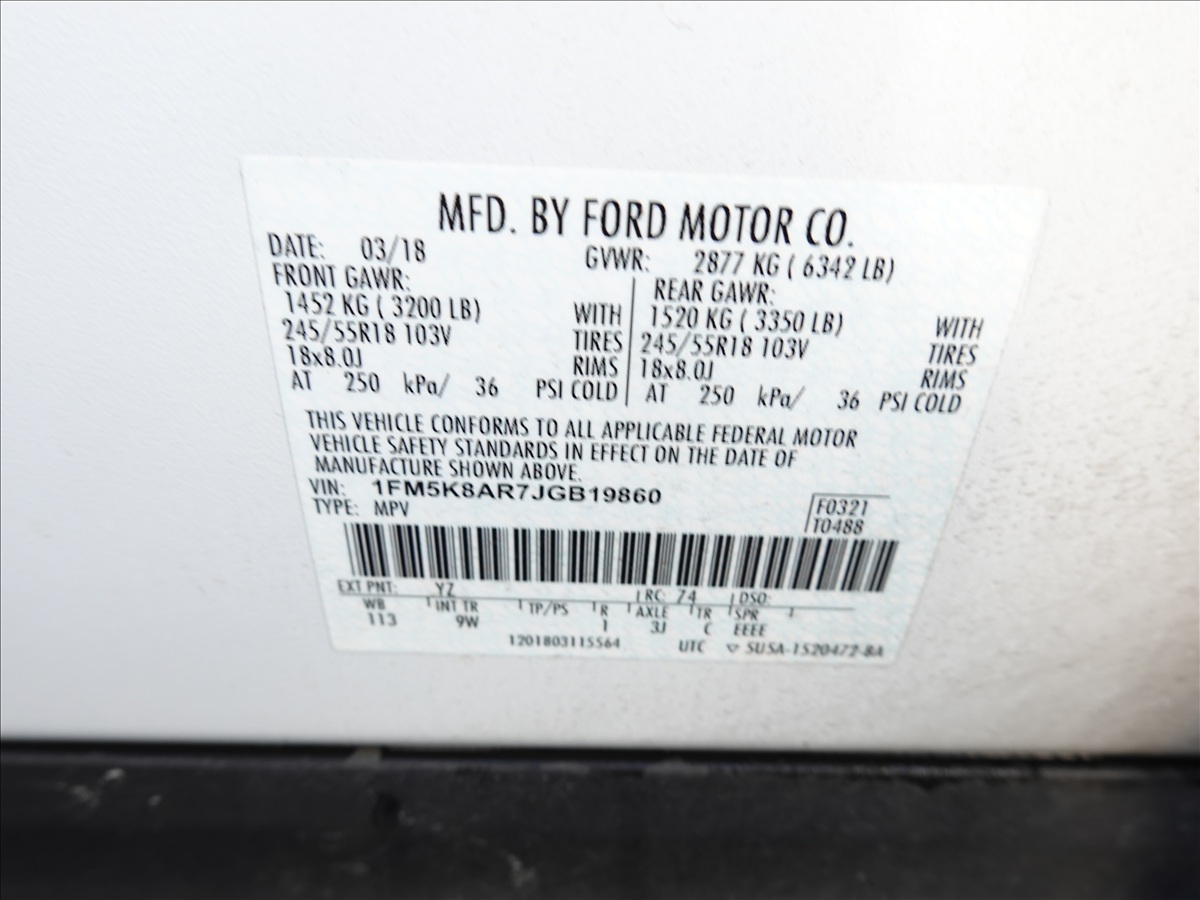 MFD. BY FORD MOTOR CO.
DATE: 03/18 GVWR: 2877 KG ( 6342 LB)
FRONT GAWR: REAR GAWR:
1452 KG ( 3200 LB) WITH 1520 KG ( 3350 LB) WITH
245/55R18 103V TIRES 245/55R18 103V TIRES
18x8.0J RIMS 18x8.0J RIMS
AT 250 kPa/ 36 PSI COLD AT 250 kPa/ 36 PSI COLD
THIS VEHICLE CONFORMS TO ALL APPLICABLE FEDERAL MOTOR
VEHICLE SAFETY STANDARDS IN EFFECT ON THE DATE OF
MANUFACTURE SHOWN ABOVE.
VIN: 1FM5K8AR7JGB19860
TYPE: MPV
F0321
T0488
EXT PNT: YZ RC: 74 DSO:
WB INT TR TP/PS R AXLE TR SPR
113 9W 1 3J C EEEE
1201803115564 UTC ▽ SUSA-1520472-BA